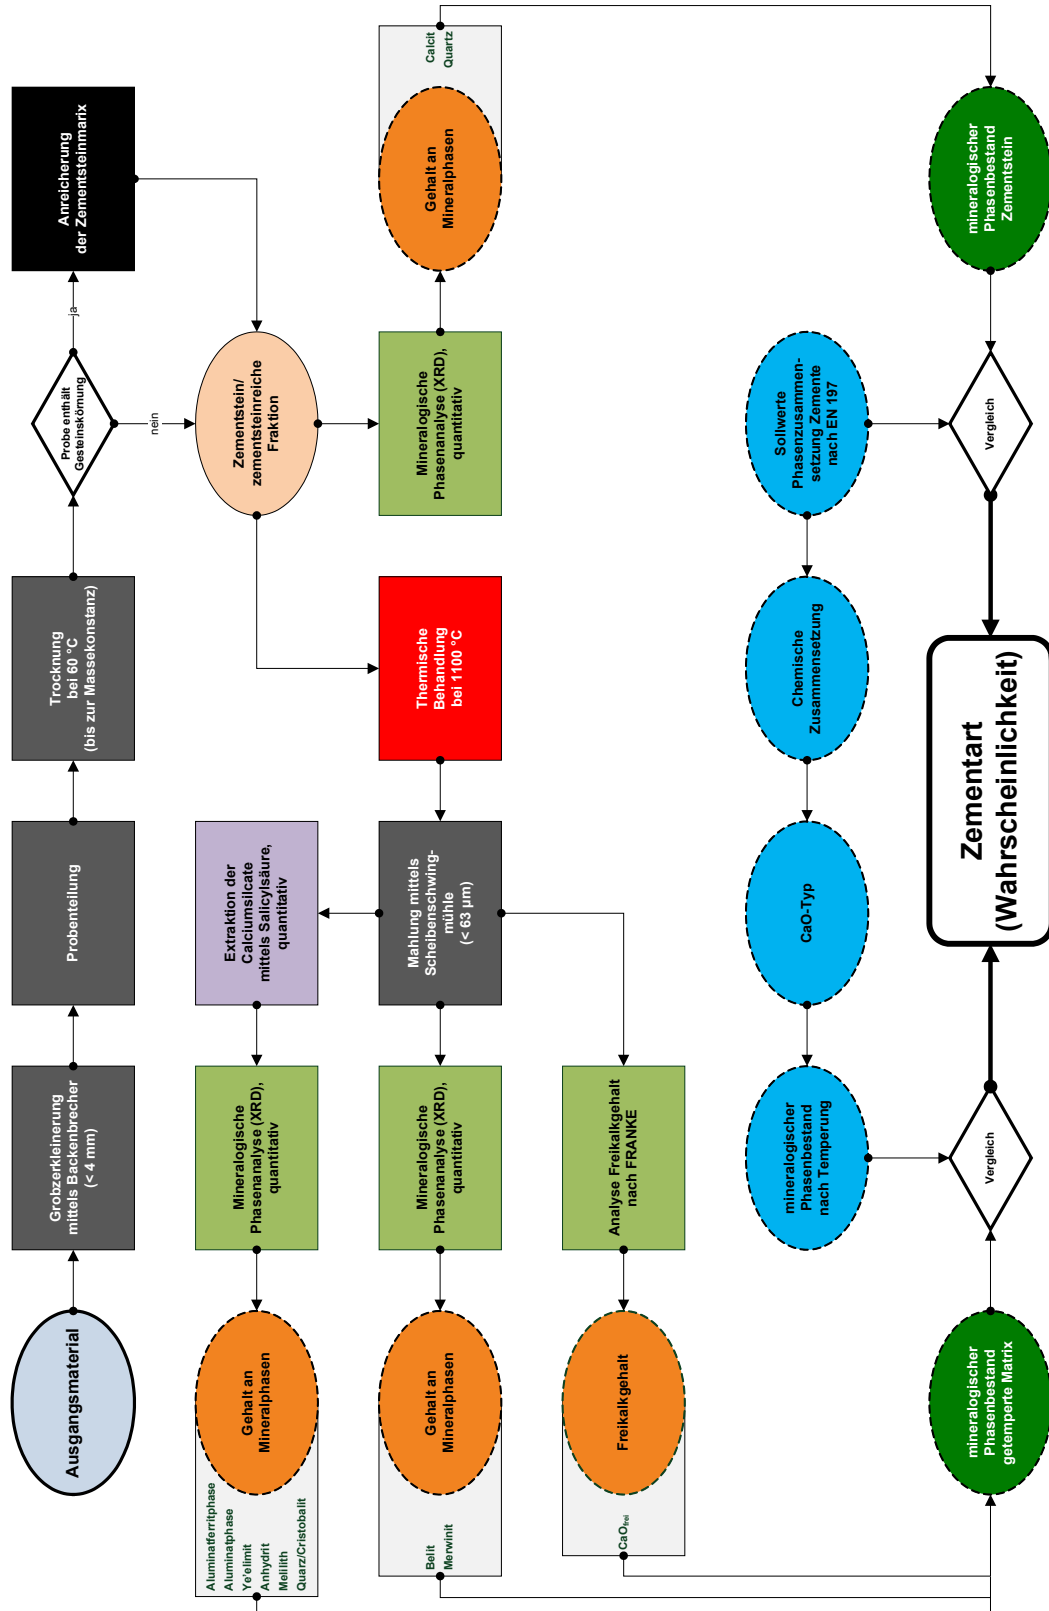 Ausgangsmaterial
Grobzerkleinerung
mittels Backenbrecher
(< 4 mm)
Probenteilung
Trocknung
bei 60 °C
(bis zur Massekonstanz)
Probe enthält
Gesteinskörnung
ja
nein
Anreicherung
der Zementsteinmarix
Aluminatferritphase
Aluminatphase
Ye'elimit
Anhydrit
Melilith
Quarz/Cristobalit
Gehalt an
Mineralphasen
Mineralogische
Phasenanalyse (XRD),
quantitativ
Extraktion der
Calciumsilcate
mittels Salicylsäure,
quantitativ
Zementstein/
zementsteinreiche
Fraktion
Belit
Merwinit
Gehalt an
Mineralphasen
Mineralogische
Phasenanalyse (XRD),
quantitativ
Mahlung mittels
Scheibenschwing-
mühle
(< 63 µm)
Thermische
Behandlung
bei 1100 °C
Mineralogische
Phasenanalyse (XRD),
quantitativ
Gehalt an
Mineralphasen
Calcit
Quartz
CaOfrei
Freikalkgehalt
Analyse Freikalkgehalt
nach FRANKE
mineralogischer
Phasenbestand
nach Temperung
CaO-Typ
Chemische
Zusammensetzung
Sollwerte
Phasenzusammen-
setzung Zemente
nach EN 197
mineralogischer
Phasenbestand
getemperte Matrix
Vergleich
Zementart
(Wahrscheinlichkeit)
Vergleich
mineralogischer
Phasenbestand
Zementstein